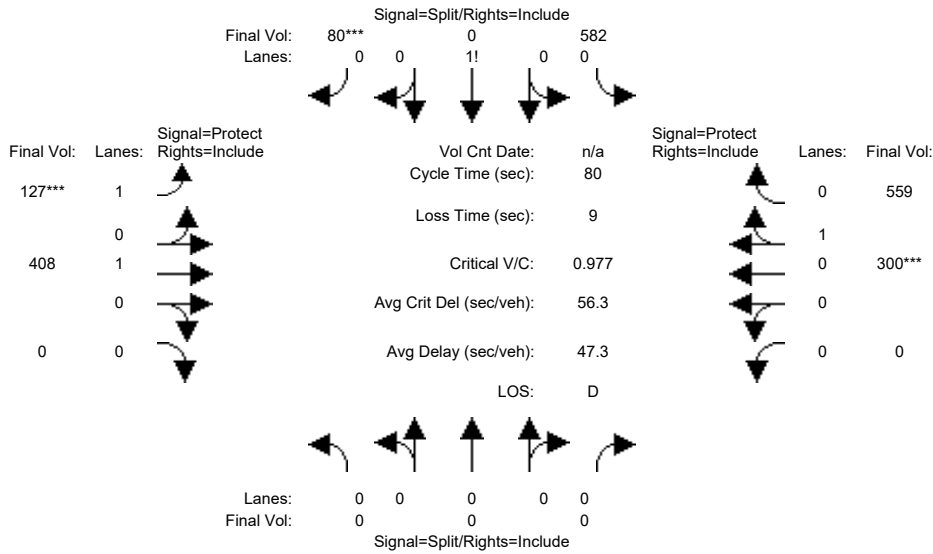 Signal=Split/Rights=Include
Final Vol: 80*** 0 582
Lanes: 0 0 1! 0 0
Signal=Protect
Final Vol: Lanes: Rights=Include
Vol Cnt Date: n/a
Signal=Protect
Rights=Include Lanes: Final Vol:
Cycle Time (sec): 80
127*** 1
0 559
Loss Time (sec): 9
0
1
408 1
Critical V/C: 0.977
0 300***
0
Avg Crit Del (sec/veh): 56.3
0
0 0
Avg Delay (sec/veh): 47.3
0 0
LOS: D
Lanes: 0 0 0 0 0
Final Vol: 0 0 0
Signal=Split/Rights=Include